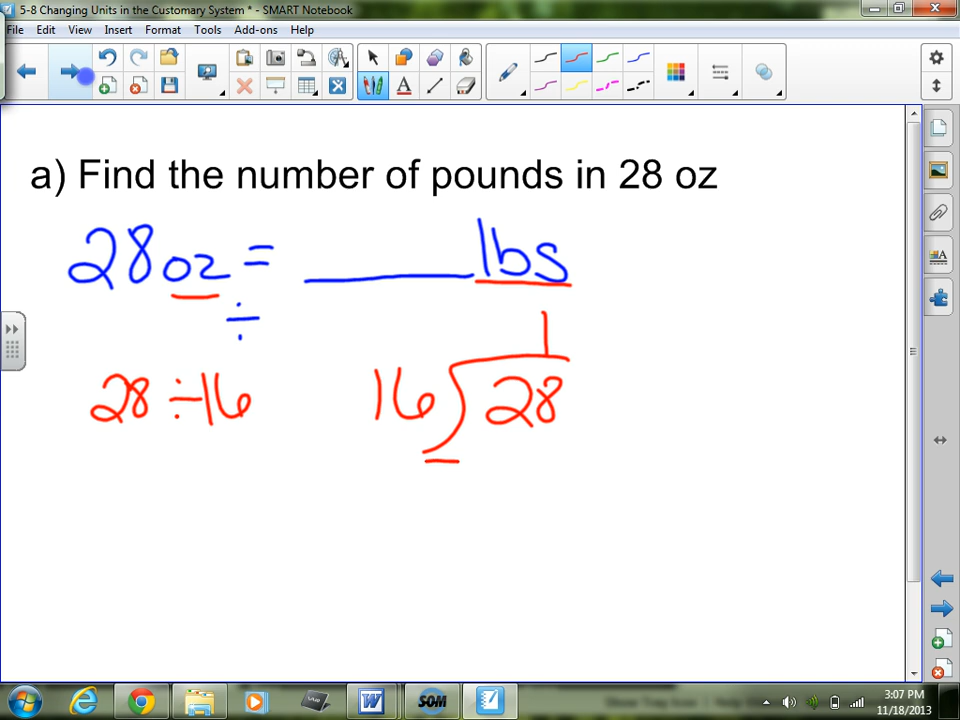 5-8 Changing Units in the Customary System * - SMART Notebook
File Edit View Insert Format Tools Add-ons Help
a) Find the number of pounds in 28 oz
28 oz = ______ lbs
÷
1
28 ÷ 16 16 28
3:07 PM
11/18/2013